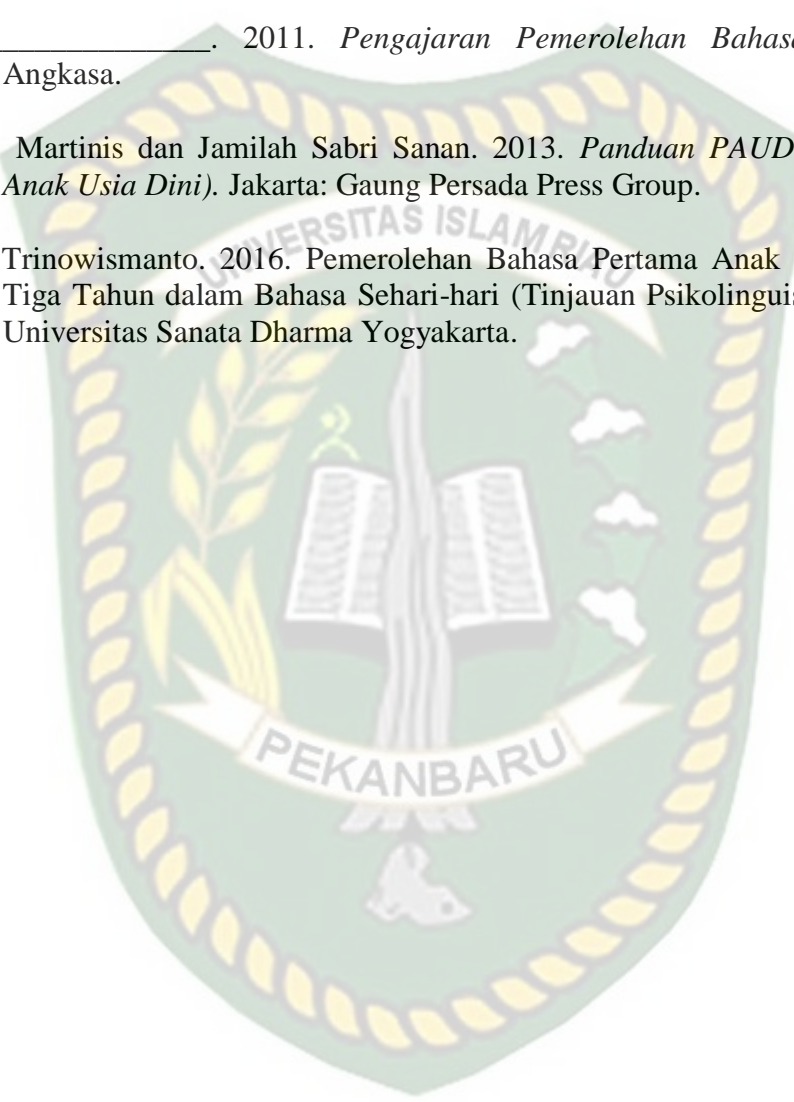 ____________. 2011. Pengajaran Pemerolehan Bahasa
Angkasa.
Martinis dan Jamilah Sabri Sanan. 2013. Panduan PAUD
Anak Usia Dini). Jakarta: Gaung Persada Press Group.
Trinowismanto. 2016. Pemerolehan Bahasa Pertama Anak
Tiga Tahun dalam Bahasa Sehari-hari (Tinjauan Psikolinguis
Universitas Sanata Dharma Yogyakarta.
UNIVERSITAS ISLAM RIAU
PEKANBARU